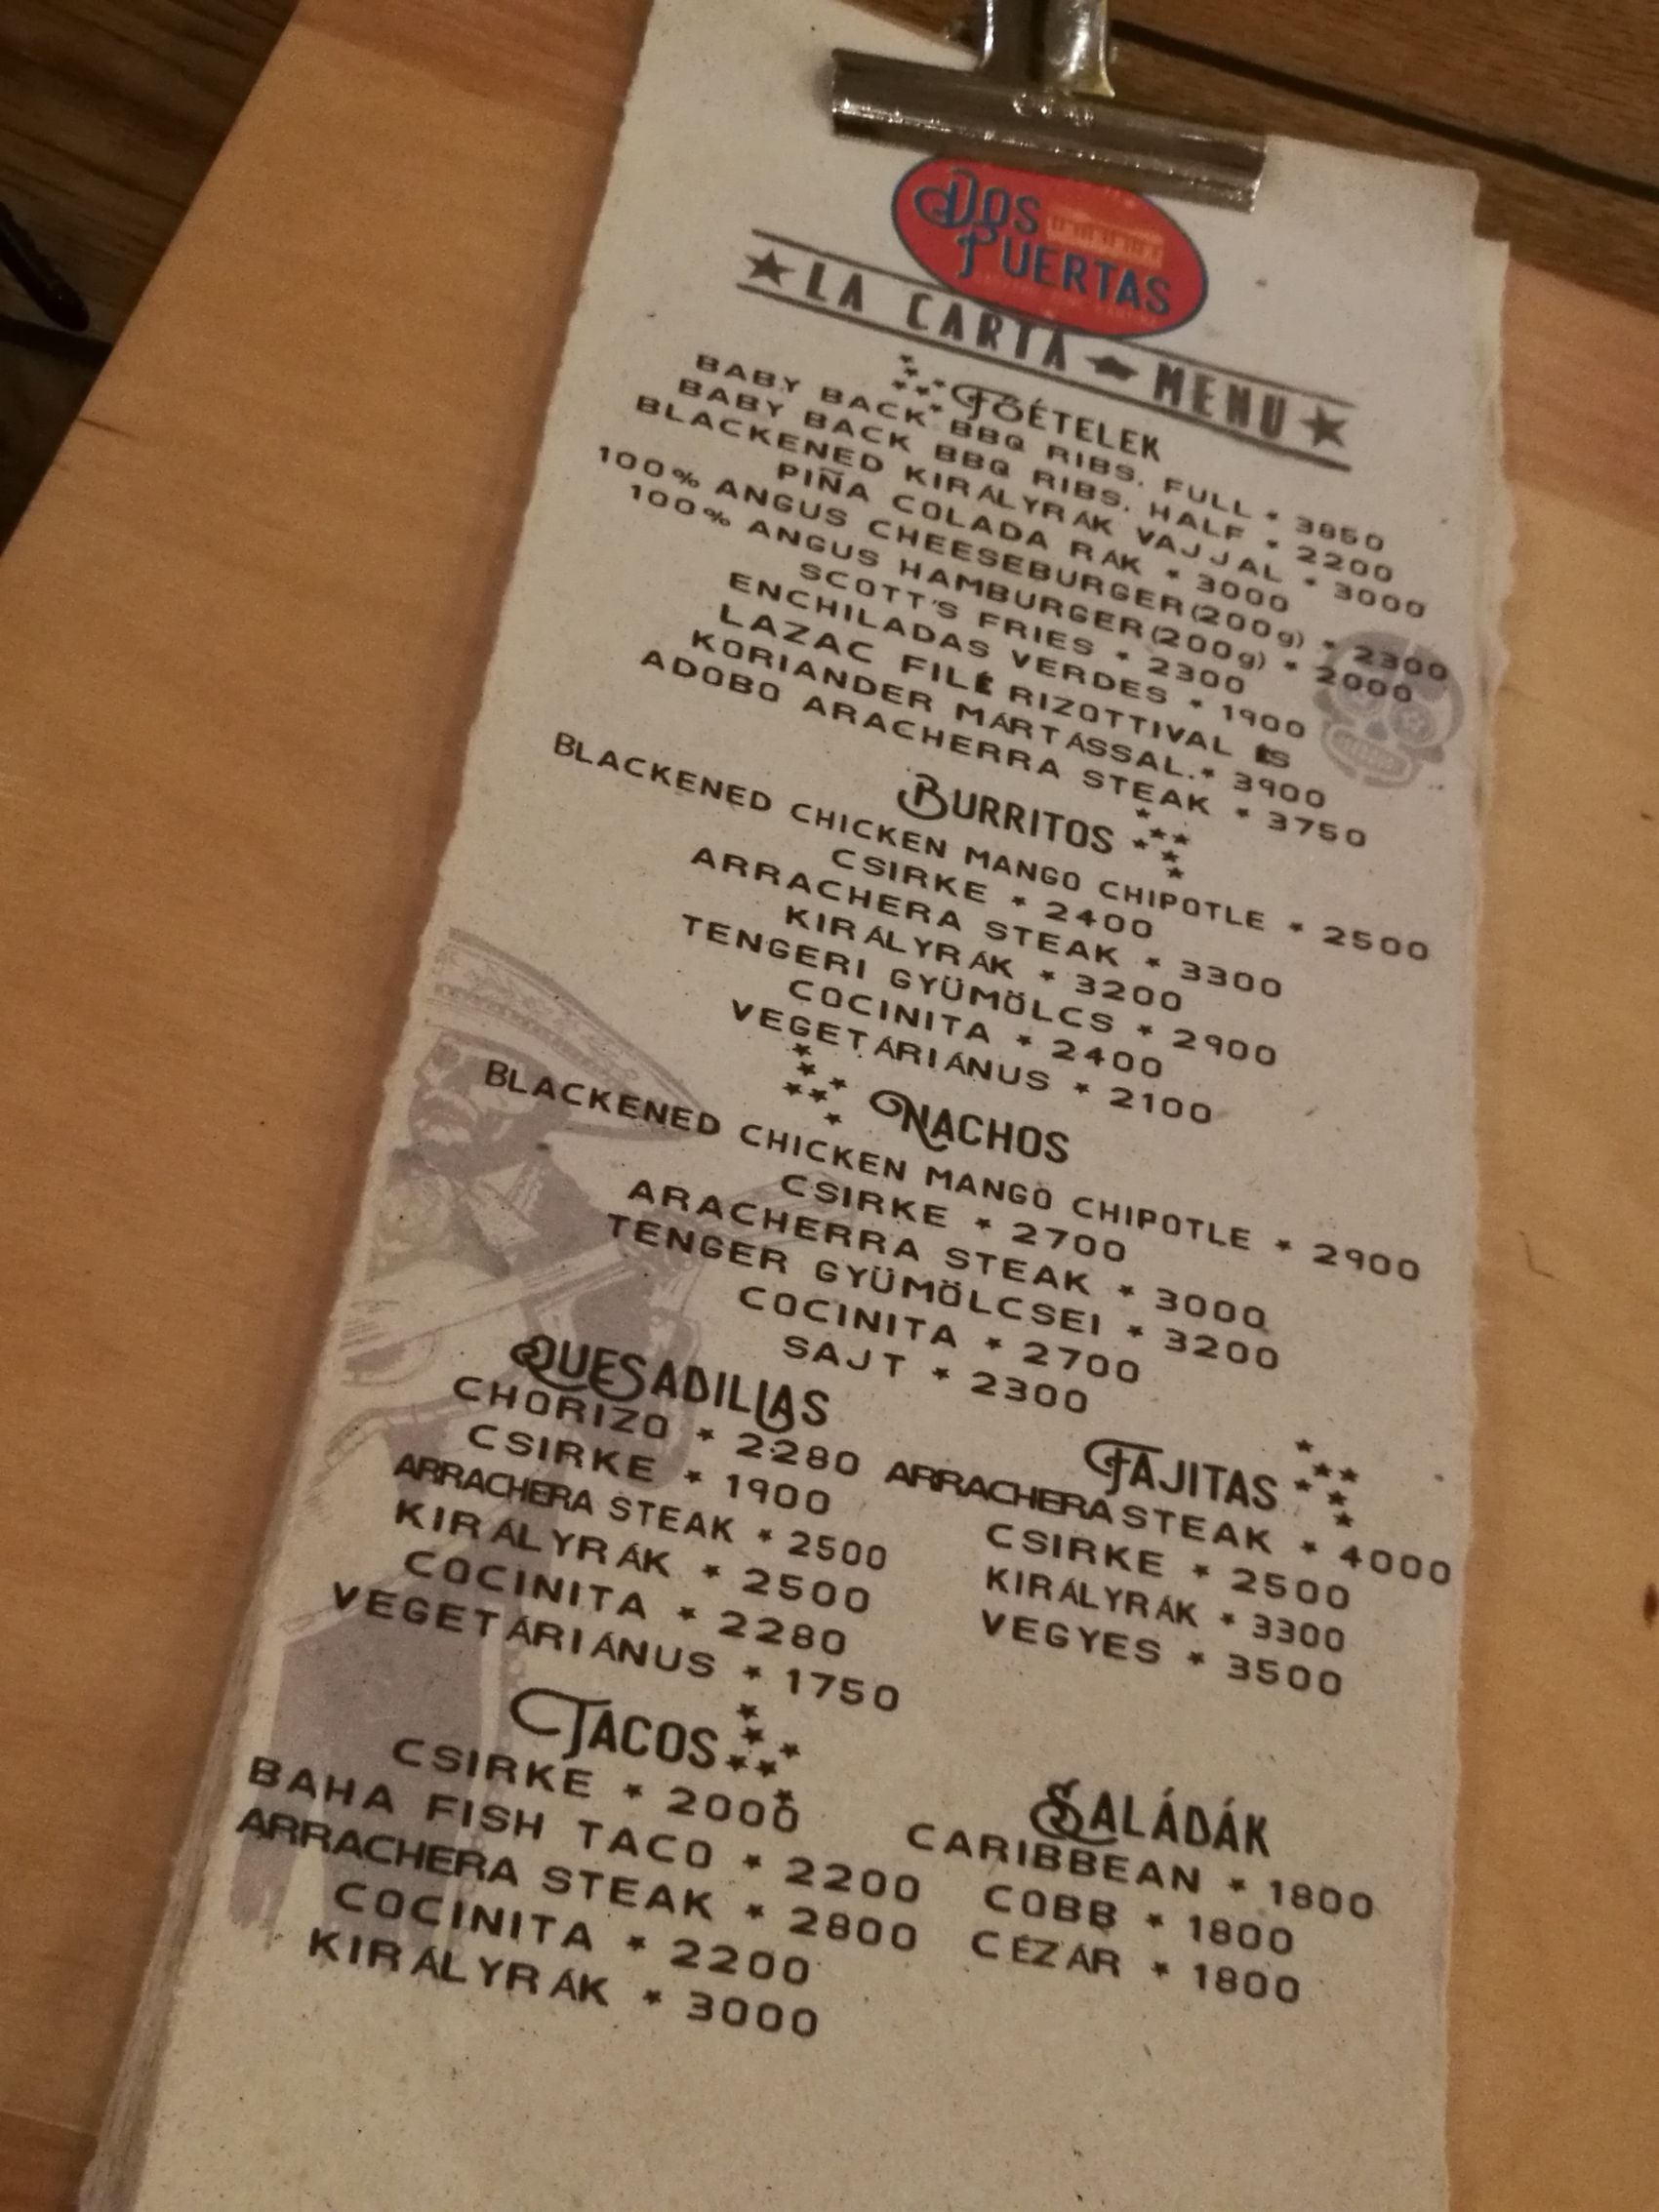 DOS
PUERTAS
LA CARTA MENU
FŐÉTELEK
BABY BACK BBQ RIBS, FULL * 3850
BABY BACK BBQ RIBS, HALF * 2200
BLACKENED KIRÁLYRÁK VAJJAL * 3000
PIÑA COLADA RÁK * 3000
100% ANGUS CHEESEBURGER (200g) * 2300
100% ANGUS HAMBURGER (200g) * 2000
SCOTT'S FRIES * 2300
ENCHILADAS VERDES * 1900
LAZAC FILÉ RIZOTTIVAL ÉS
KORIANDER MÁRTÁSSAL.* 3900
ADOBO ARACHERRA STEAK * 3750
BURRITOS
BLACKENED CHICKEN MANGO CHIPOTLE * 2500
CSIRKE * 2400
ARRACHERA STEAK * 3300
KIRÁLYRÁK * 3200
TENGERI GYÜMÖLCS * 2900
COCINITA * 2400
VEGETÁRIÁNUS * 2100
NACHOS
BLACKENED CHICKEN MANGO CHIPOTLE * 2900
CSIRKE * 2700
ARACHERRA STEAK * 3000
TENGER GYÜMÖLCSEI * 3200
COCINITA * 2700
SAJT * 2300
QUESADILLAS
CHORIZO * 2280
CSIRKE * 1900
ARRACHERA STEAK * 2500
KIRÁLYRÁK * 2500
COCINITA * 2280
VEGETÁRIÁNUS * 1750
FAJITAS
ARRACHERA STEAK * 4000
CSIRKE * 2500
KIRÁLYRÁK * 3300
VEGYES * 3500
TACOS
CSIRKE * 2000
BAHA FISH TACO * 2200
ARRACHERA STEAK * 2800
COCINITA * 2200
KIRÁLYRÁK * 3000
SALÁDÁK
CARIBBEAN * 1800
COBB * 1800
CÉZÁR * 1800